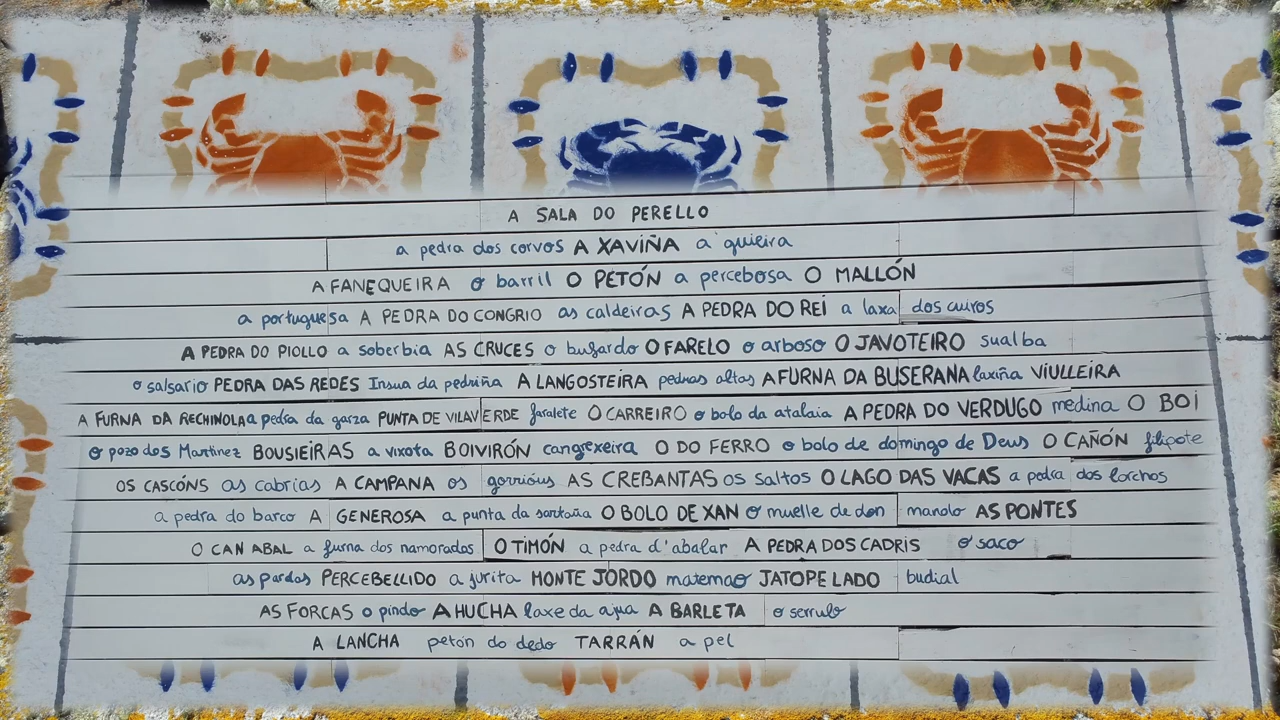 A SALA DO PERELLO
a pedra dos corvos A XAVIÑA a quieira
A FANEQUEIRA o barril O PETÓN a percebosa O MALLÓN
a portuguesa A PEDRA DO CONGRIO as caldeiras A PEDRA DO REI a laxa dos cuiros
A PEDRA DO PIOLLO a soberbia AS CRUCES o bufardo O FARELO o arboso O JAVOTEIRO sualba
o salsario PEDRA DAS REDES Insua da pedriña A LANGOSTEIRA pedras altas A FURNA DA BUSERANA laxiña VIULLEIRA
A FURNA DA RECHINOLA a pedra da garza PUNTA DE VILAVERDE faralete O CARREIRO o bolo da atalaia A PEDRA DO VERDUGO medina O BOI
o pozo dos Martinez BOUSIEIRAS a vixota BOIVIRÓN cangrexeira O DO FERRO o bolo de domingo de Deus O CAÑÓN filipote
OS CASCÓNS as cabrias A CAMPANA os gorrións AS CREBANTAS os saltos O LAGO DAS VACAS a pedra dos lorchos
a pedra do barco A GENEROSA a punta da sartaña O BOLO DE XAN o muelle de don manolo AS PONTES
O CAN ABAL a furna dos namorados O TIMÓN a pedra d'abalar A PEDRA DOS CADRIS o saco
as pardas PERCEBELLIDO a furita MONTE JORDO matemao JATOPELADO budial
AS FORCAS o pindo A HUCHA laxe da ajua A BARLETA o serrubo
A LANCHA petón do dedo TARRÁN a pel